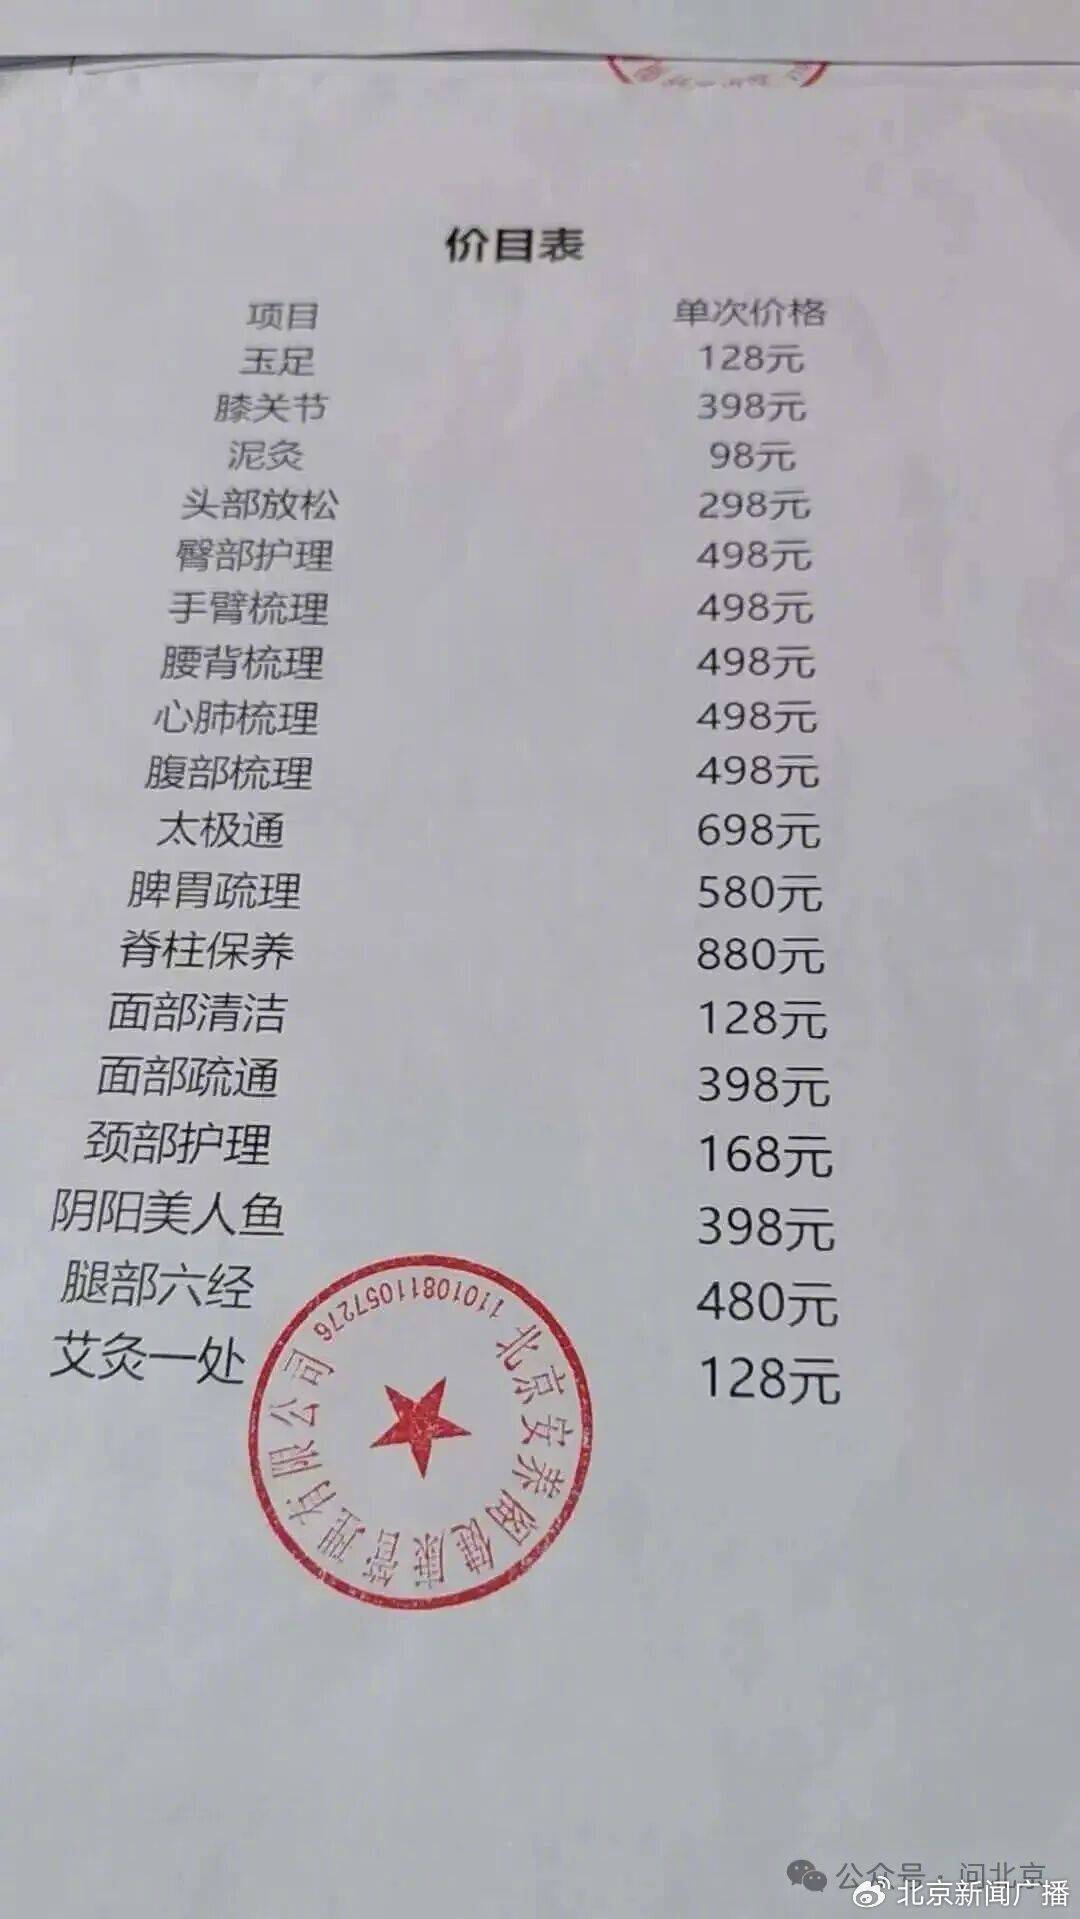 价目表
项目 单次价格
玉足 128元
膝关节 398元
泥灸 98元
头部放松 298元
臀部护理 498元
手臂梳理 498元
腰背梳理 498元
心肺梳理 498元
腹部梳理 498元
太极通 698元
脾胃疏理 580元
脊柱保养 880元
面部清洁 128元
面部疏通 398元
颈部护理 168元
阴阳美人鱼 398元
腿部六经 480元
艾灸一处 128元
北京安养阁健康管理有限公司
1101081105727​6
公众号·问北京
北京新闻广播